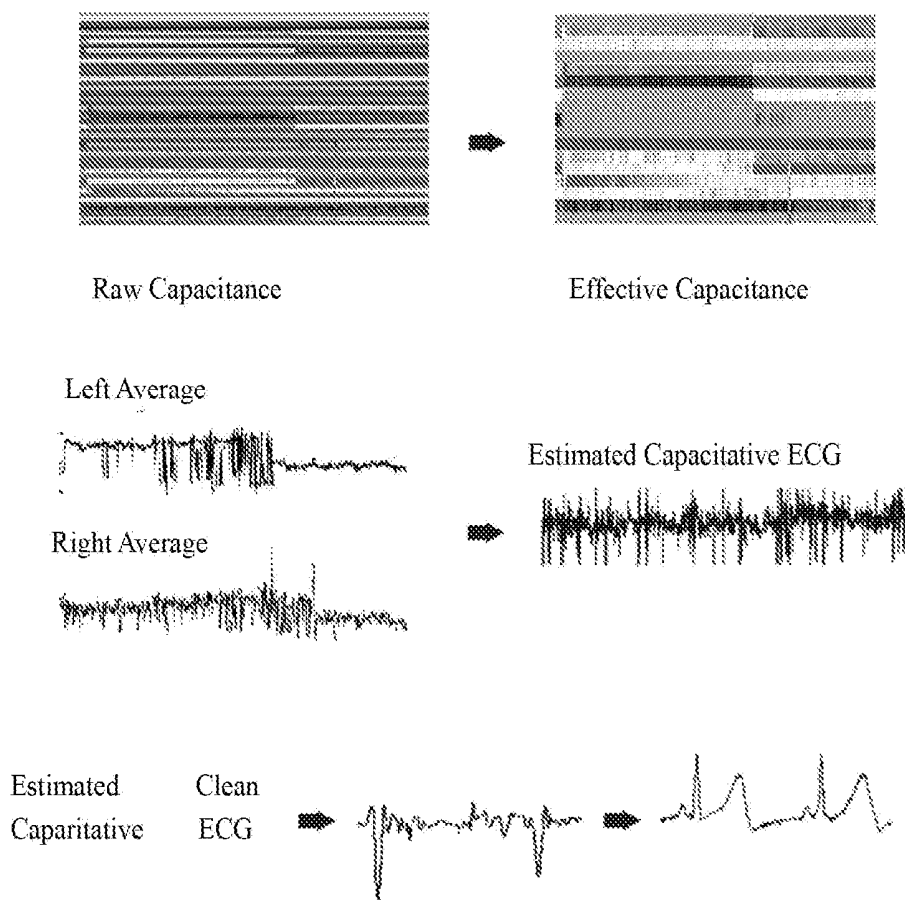 Raw Capacitance
Effective Capacitance
Left Average
Estimated Capacitative ECG
Right Average
Estimated Clean
Caparitative ECG